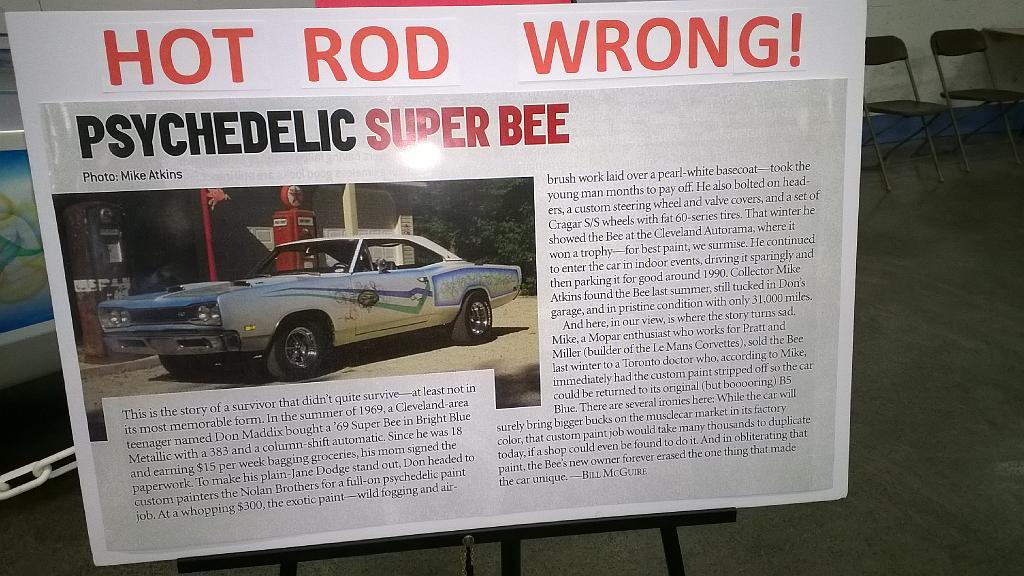 HOT ROD WRONG!
PSYCHEDELIC SUPER BEE
Photo: Mike Atkins
This is the story of a survivor that didn't quite survive—at least not in
its most memorable form. In the summer of 1969, a Cleveland-area
teenager named Don Maddix bought a '69 Super Bee in Bright Blue
Metallic with a 383 and a column-shift automatic. Since he was 18
and earning $15 per week bagging groceries, his mom signed the
paperwork. To make his plain-Jane Dodge stand out, Don headed to
custom painters the Nolan Brothers for a full-on psychedelic paint
job. At a whopping $300, the exotic paint—wild fogging and air-
brush work laid over a pearl-white basecoat—took the
young man months to pay off. He also bolted on head-
ers, a custom steering wheel and valve covers, and a set of
Cragar S/S wheels with fat 60-series tires. That winter he
showed the Bee at the Cleveland Autorama, where it
won a trophy—for best paint, we surmise. He continued
to enter the car in indoor events, driving it sparingly and
then parking it for good around 1990. Collector Mike
Atkins found the Bee last summer, still tucked in Don's
garage, and in pristine condition with only 31,000 miles.
And here, in our view, is where the story turns sad.
Mike, a Mopar enthusiast who works for Pratt and
Miller (builder of the Le Mans Corvettes), sold the Bee
last winter to a Toronto doctor who, according to Mike,
immediately had the custom paint stripped off so the car
could be returned to its original (but booooring) B5
Blue. There are several ironies here: While the car will
surely bring bigger bucks on the musclecar market in its factory
color, that custom paint job would take many thousands to duplicate
today, if a shop could even be found to do it. And in obliterating that
paint, the Bee's new owner forever erased the one thing that made
the car unique. —BILL MCGUIRE